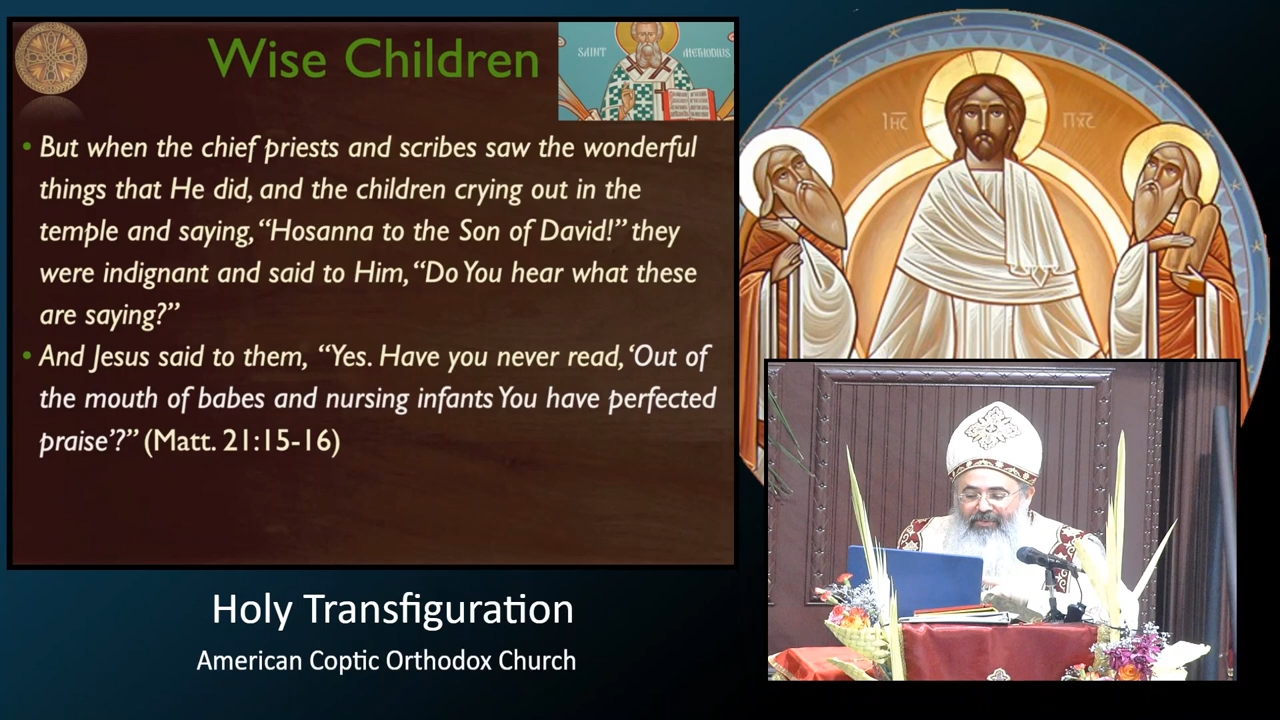 Wise Children
SAINT METHODIUS
• But when the chief priests and scribes saw the wonderful
things that He did, and the children crying out in the
temple and saying, “Hosanna to the Son of David!” they
were indignant and said to Him, “Do You hear what these
are saying?”
• And Jesus said to them, “Yes. Have you never read, ‘Out of
the mouth of babes and nursing infants You have perfected
praise’?” (Matt. 21:15-16)
Holy Transfiguration
American Coptic Orthodox Church